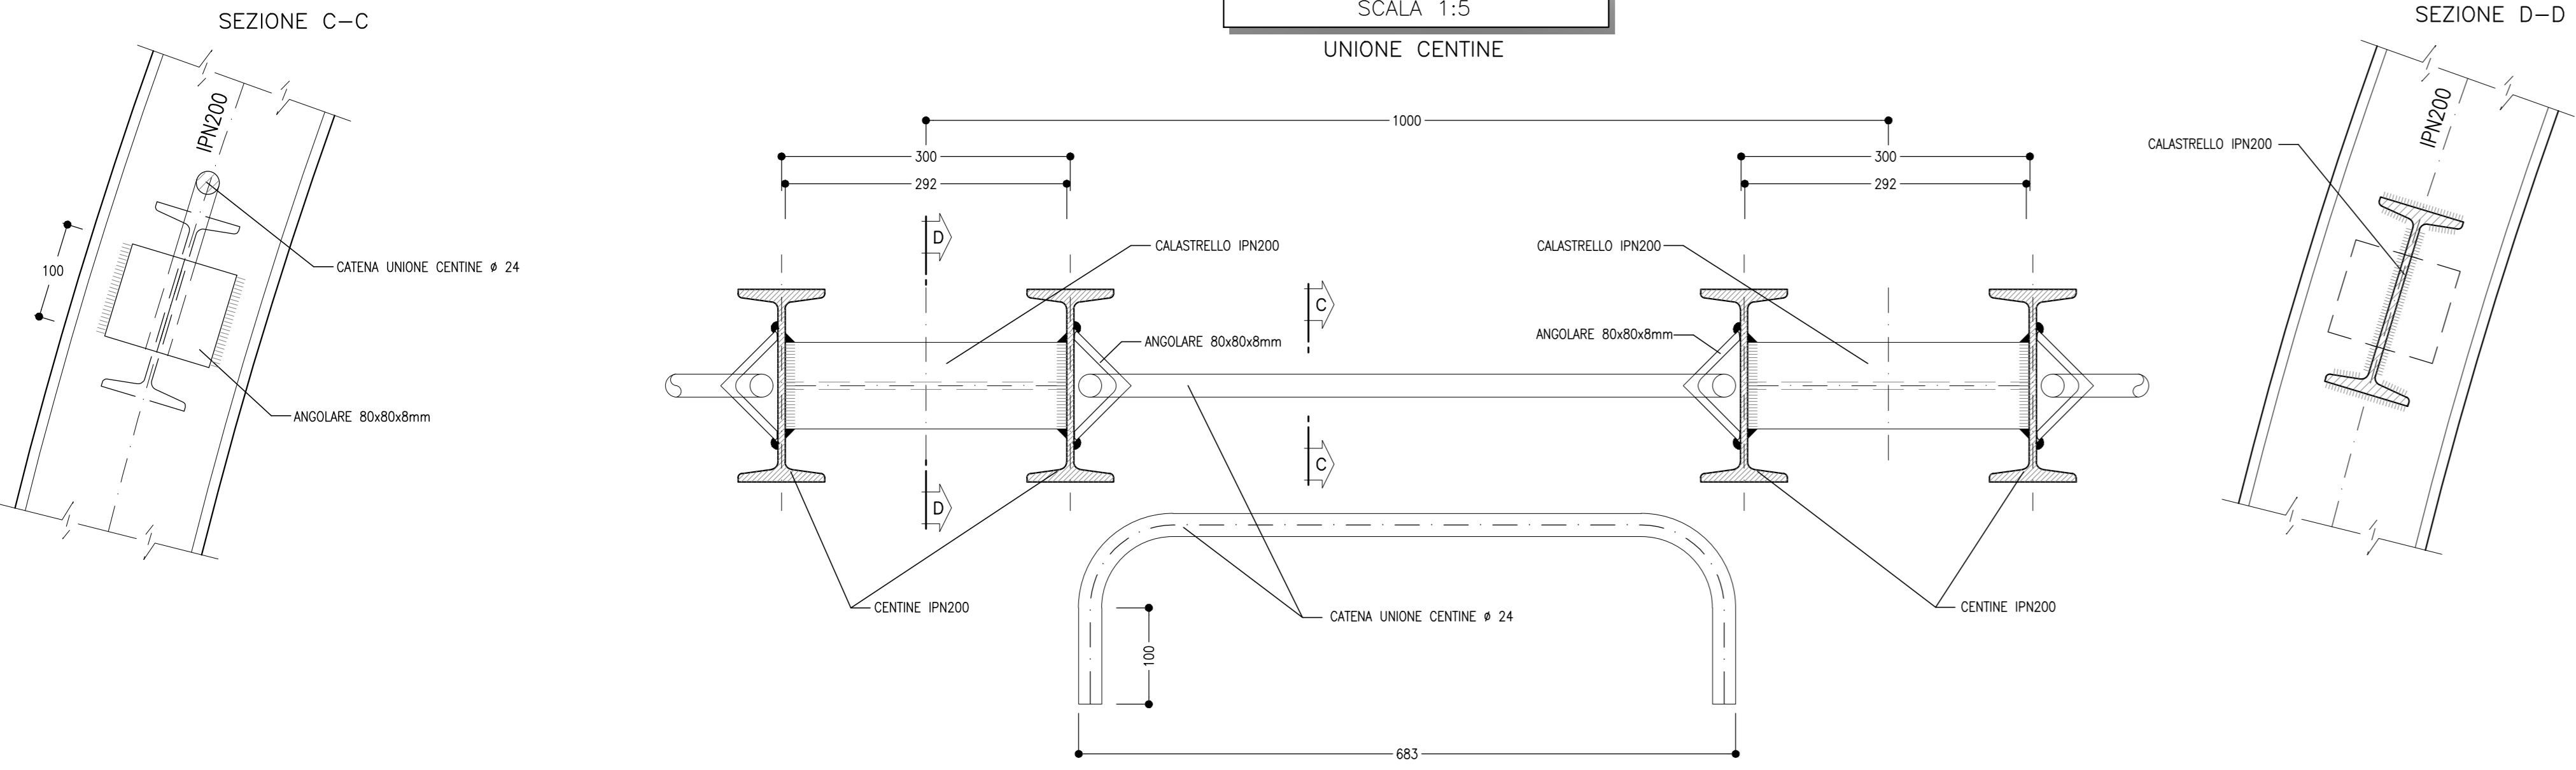 SEZIONE C-C
SCALA 1:5
SEZIONE D-D
UNIONE CENTINE
IPN200
IPN200
1000
300
300
292
292
CALASTRELLO IPN200
D
CALASTRELLO IPN200
CALASTRELLO IPN200
100
CATENA UNIONE CENTINE ø 24
C
ANGOLARE 80x80x8mm
ANGOLARE 80x80x8mm
ANGOLARE 80x80x8mm
C
D
CENTINE IPN200
CATENA UNIONE CENTINE ø 24
CENTINE IPN200
100
683